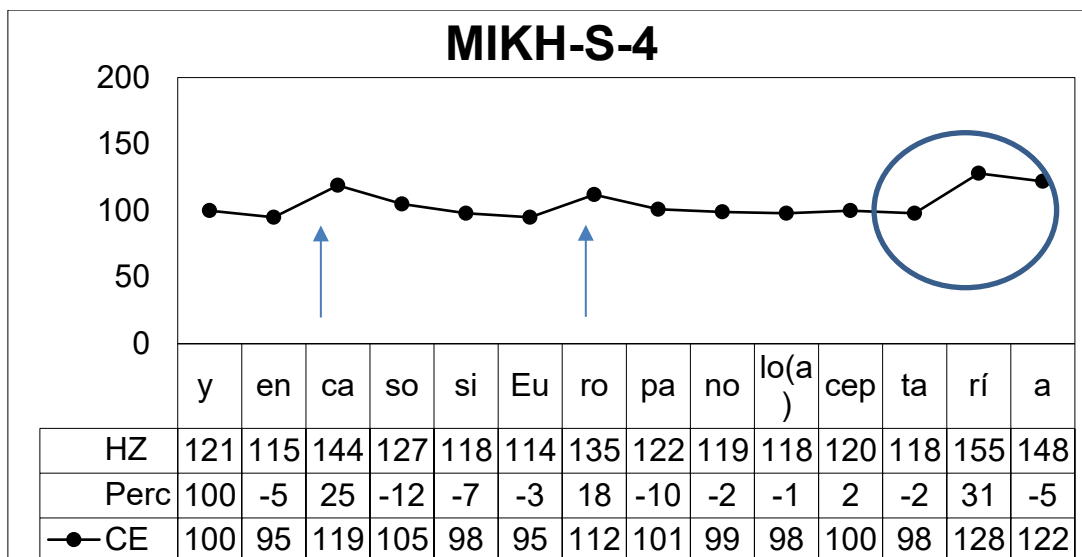 MIKH-S-4
200
150
100
50
0
y en ca so si Eu ro pa no lo(a) cep ta rí a
HZ 121 115 144 127 118 114 135 122 119 118 120 118 155 148
Perc 100 -5 25 -12 -7 -3 18 -10 -2 -1 2 -2 31 -5
CE 100 95 119 105 98 95 112 101 99 98 100 98 128 122